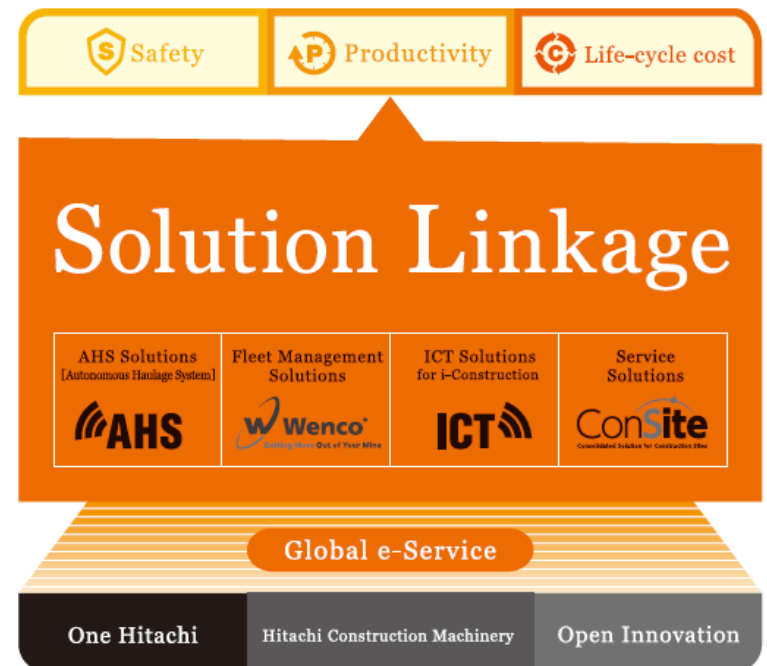 S Safety
P Productivity
C Life-cycle cost
Solution Linkage
AHS Solutions
[Autonomous Haulage System]
AHS
Fleet Management
Solutions
Wenco
Getting More Out of Your Mine
ICT Solutions
for i-Construction
ICT
Service
Solutions
ConSite
Consolidated Solution for Construction Sites
Global e-Service
One Hitachi
Hitachi Construction Machinery
Open Innovation